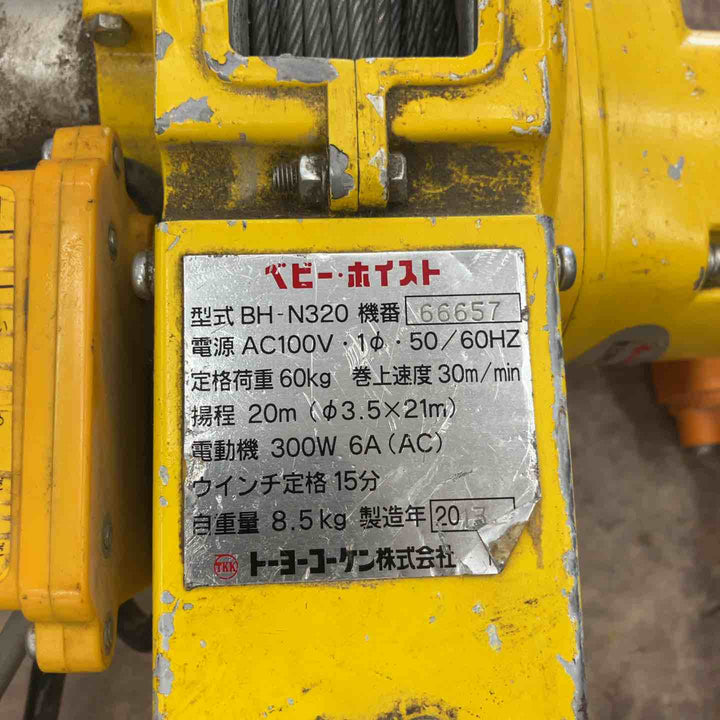 ベビー・ホイスト
型式 BH-N320 機番 66657
電源 AC100V・1φ・50/60HZ
定格荷重 60kg 巻上速度 30m/min
揚程 20m (φ3.5×21m)
電動機 300W 6A (AC)
ウインチ定格 15分
自重量 8.5kg 製造年
TKK トーヨーコーケン株式会社